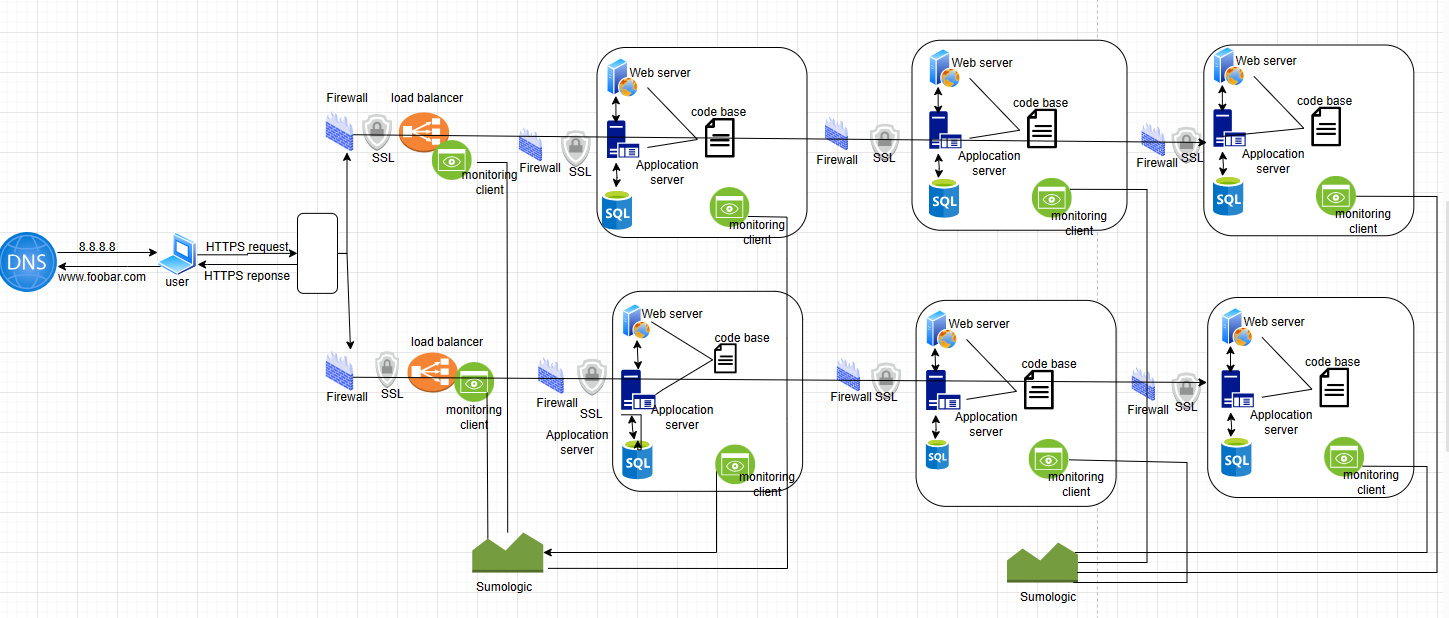 Web server
code base
Applocation
server
SQL
monitoring
client
Web server
code base
Applocation
server
SQL
monitoring
client
Web server
code base
Applocation
server
SQL
monitoring
client
Firewall
load balancer
SSL
monitoring
client
Firewall
SSL
Firewall
SSL
Firewall
SSL
DNS
8.8.8.8
www.foobar.com
user
HTTPS request
HTTPS reponse
Firewall
SSL
load balancer
monitoring
client
Firewall
SSL
Applocation
server
Web server
code base
Applocation
server
SQL
monitoring
client
Firewall
SSL
Web server
code base
Applocation
server
SQL
monitoring
client
Firewall
SSL
Web server
code base
Applocation
server
SQL
monitoring
client
Sumologic
Sumologic